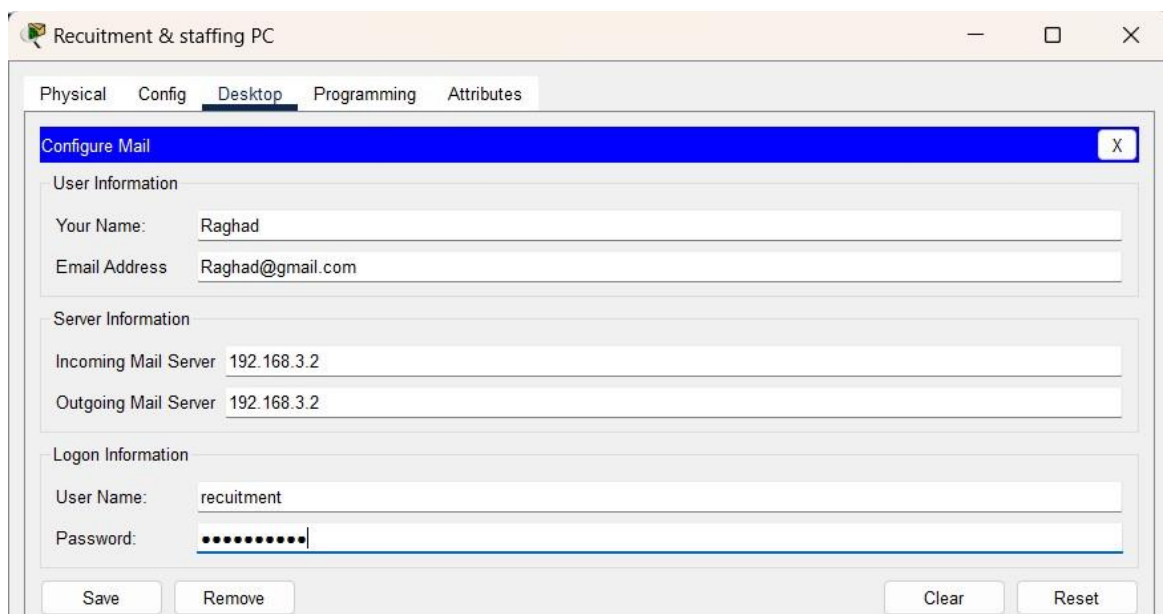 Recuitment & staffing PC
Physical Config Desktop Programming Attributes
Configure Mail X
User Information
Your Name: Raghad
Email Address Raghad@gmail.com
Server Information
Incoming Mail Server 192.168.3.2
Outgoing Mail Server 192.168.3.2
Logon Information
User Name: recuitment
Password: ••••••••••
Save Remove Clear Reset